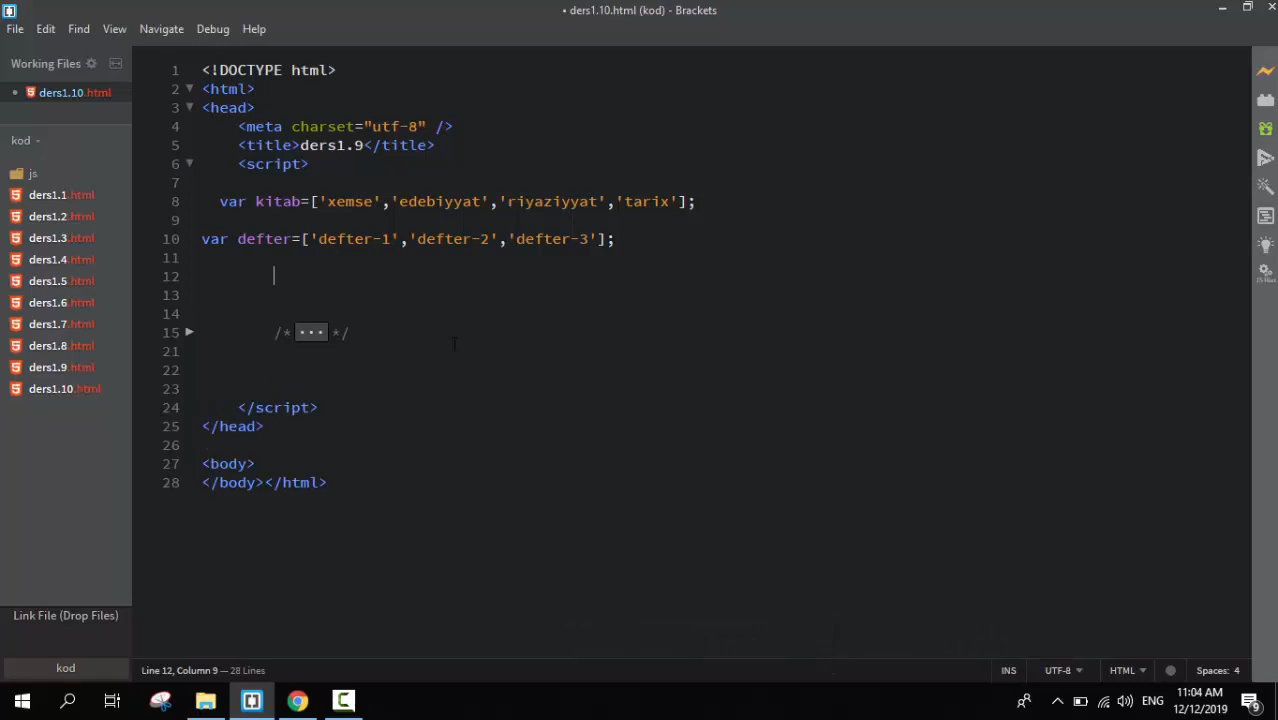 • ders1.10.html (kod) - Brackets
File Edit Find View Navigate Debug Help
Working Files
• ders1.10.html
kod
js
ders1.1.html
ders1.2.html
ders1.3.html
ders1.4.html
ders1.5.html
ders1.6.html
ders1.7.html
ders1.8.html
ders1.9.html
ders1.10.html
Link File (Drop Files)
kod
1 <!DOCTYPE html>
2 <html>
3 <head>
4 <meta charset="utf-8" />
5 <title>ders1.9</title>
6 <script>
7
8 var kitab=['xemse','edebiyyat','riyaziyyat','tarix'];
9
10 var defter=['defter-1','defter-2','defter-3'];
11
12
13
14
15 /* ••• */
21
22
23
24 </script>
25 </head>
26
27 <body>
28 </body></html>
Line 12, Column 9 — 28 Lines
INS UTF-8 HTML Spaces: 4
ENG
11:04 AM
12/12/2019
9